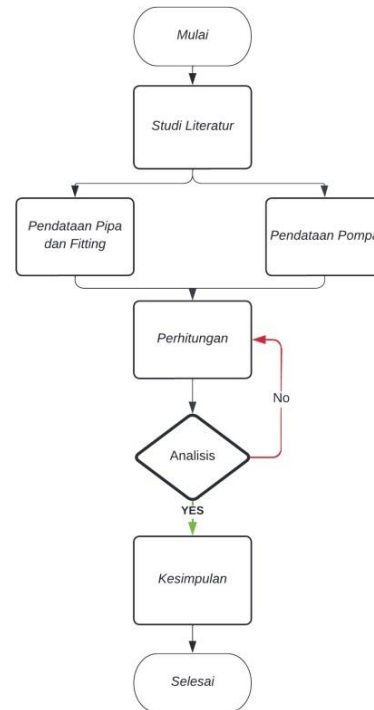 Mulai
Studi Literatur
Pendataan Pipa
dan Fitting
Pendataan Pompa
Perhitungan
No
Analisis
YES
Kesimpulan
Selesai